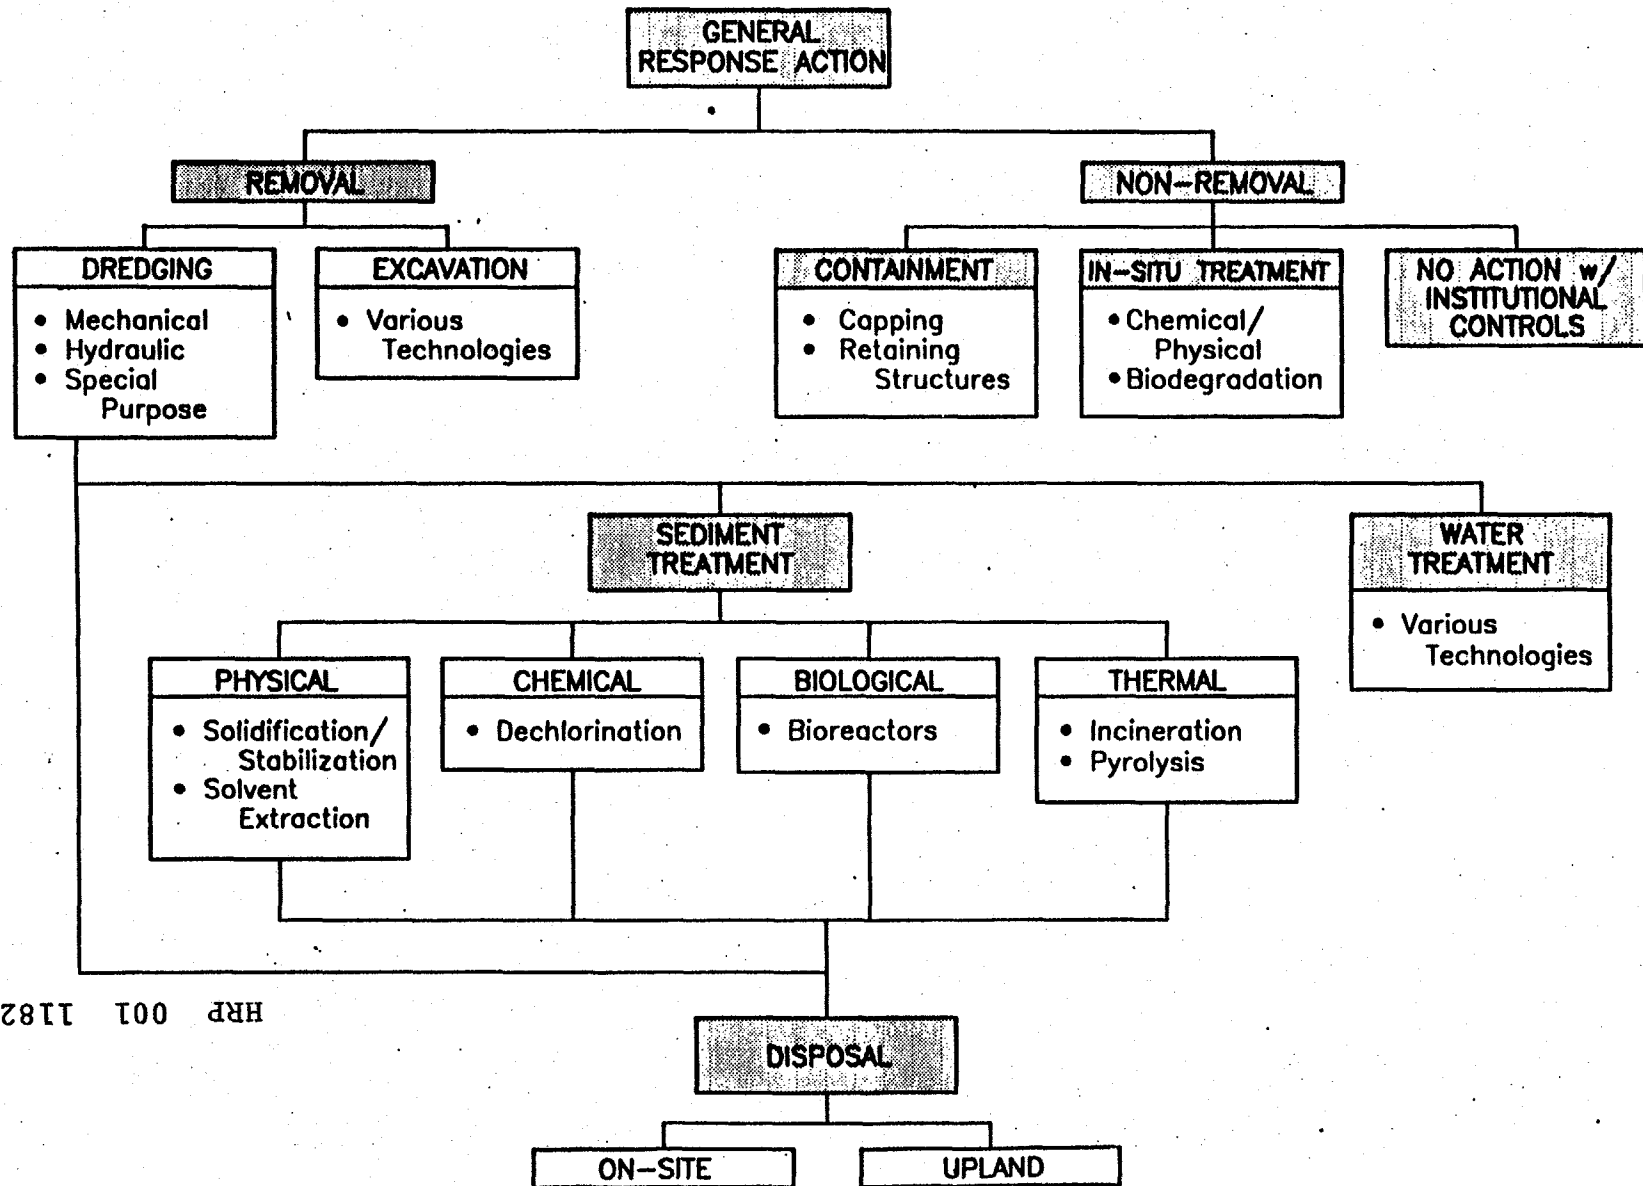 GENERAL
RESPONSE ACTION
REMOVAL
NON-REMOVAL
DREDGING
• Mechanical
• Hydraulic
• Special
Purpose
EXCAVATION
• Various
Technologies
CONTAINMENT
• Capping
• Retaining
Structures
IN-SITU TREATMENT
• Chemical/
Physical
• Biodegradation
NO ACTION w/
INSTITUTIONAL
CONTROLS
SEDIMENT
TREATMENT
WATER
TREATMENT
• Various
Technologies
PHYSICAL
• Solidification/
Stabilization
• Solvent
Extraction
CHEMICAL
• Dechlorination
BIOLOGICAL
• Bioreactors
THERMAL
• Incineration
• Pyrolysis
HRP 001 1182
DISPOSAL
ON-SITE
UPLAND